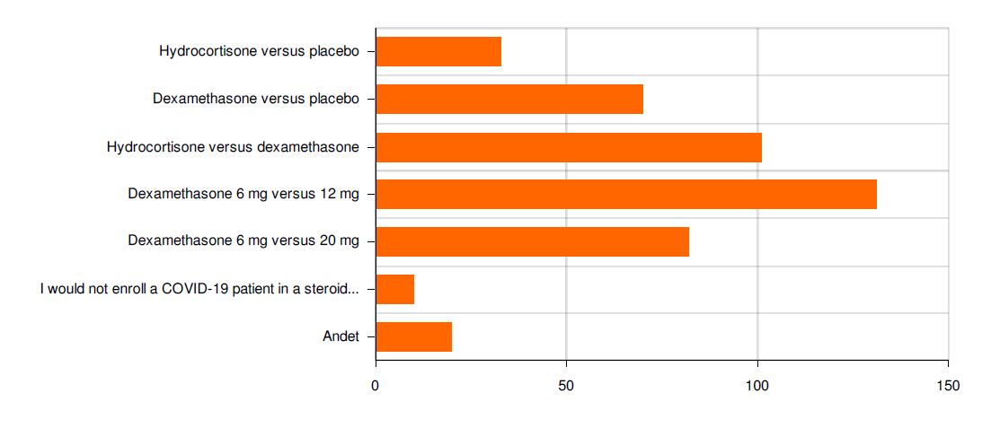 Hydrocortisone versus placebo
Dexamethasone versus placebo
Hydrocortisone versus dexamethasone
Dexamethasone 6 mg versus 12 mg
Dexamethasone 6 mg versus 20 mg
I would not enroll a COVID-19 patient in a steroid...
Andet
0 50 100 150